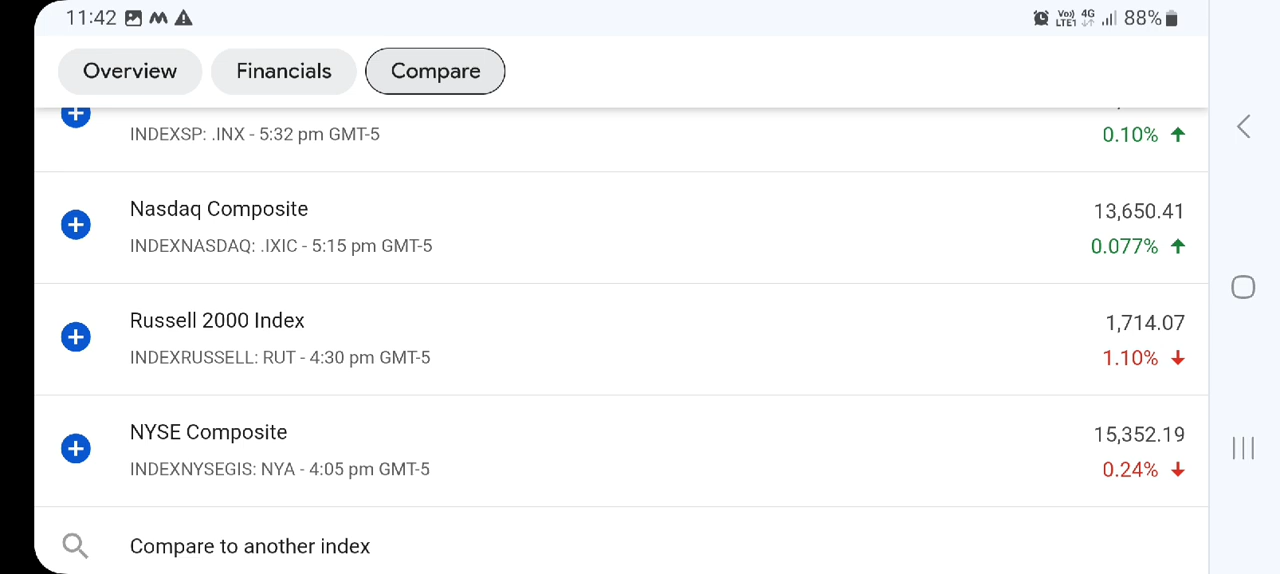 11:42
Vo)) LTE1 4G 88%
Overview Financials Compare
INDEXSP: .INX - 5:32 pm GMT-5
0.10%
Nasdaq Composite
13,650.41
INDEXNASDAQ: .IXIC - 5:15 pm GMT-5
0.077%
Russell 2000 Index
1,714.07
INDEXRUSSELL: RUT - 4:30 pm GMT-5
1.10%
NYSE Composite
15,352.19
INDEXNYSEGIS: NYA - 4:05 pm GMT-5
0.24%
Compare to another index